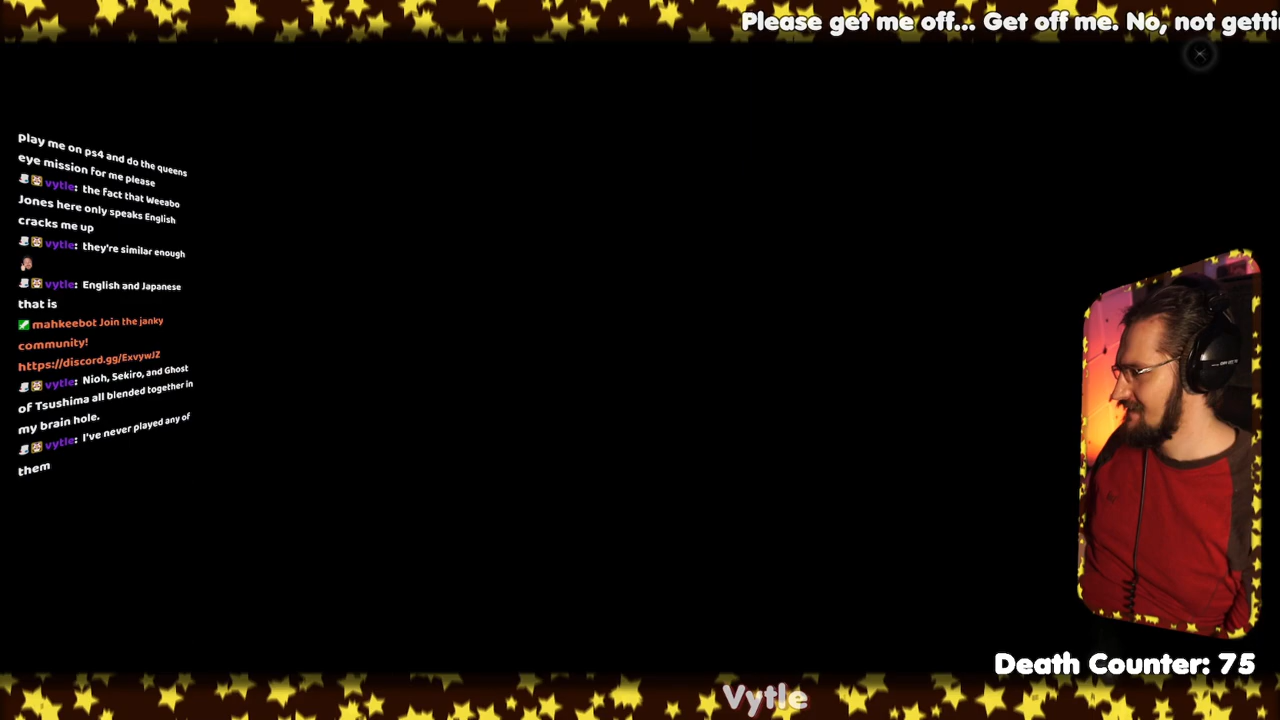 Please get me off... Get off me. No, not getti
play me on ps4 and do the queens
eye mission for me please
vytle: the fact that Weeabo
Jones here only speaks English
cracks me up
vytle: they're similar enough
vytle: English and Japanese
that is
mahkeebot Join the janky
community!
https://discord.gg/ExvywJZ
vytle: Nioh, Sekiro, and Ghost
of Tsushima all blended together in
my brain hole.
vytle: I've never played any of
them
Death Counter: 75
Vytle